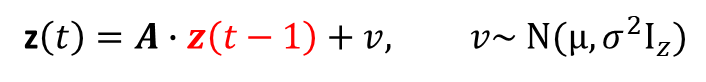 z(t) = A · z(t − 1) + v, v~ N(μ, σ²I_z)